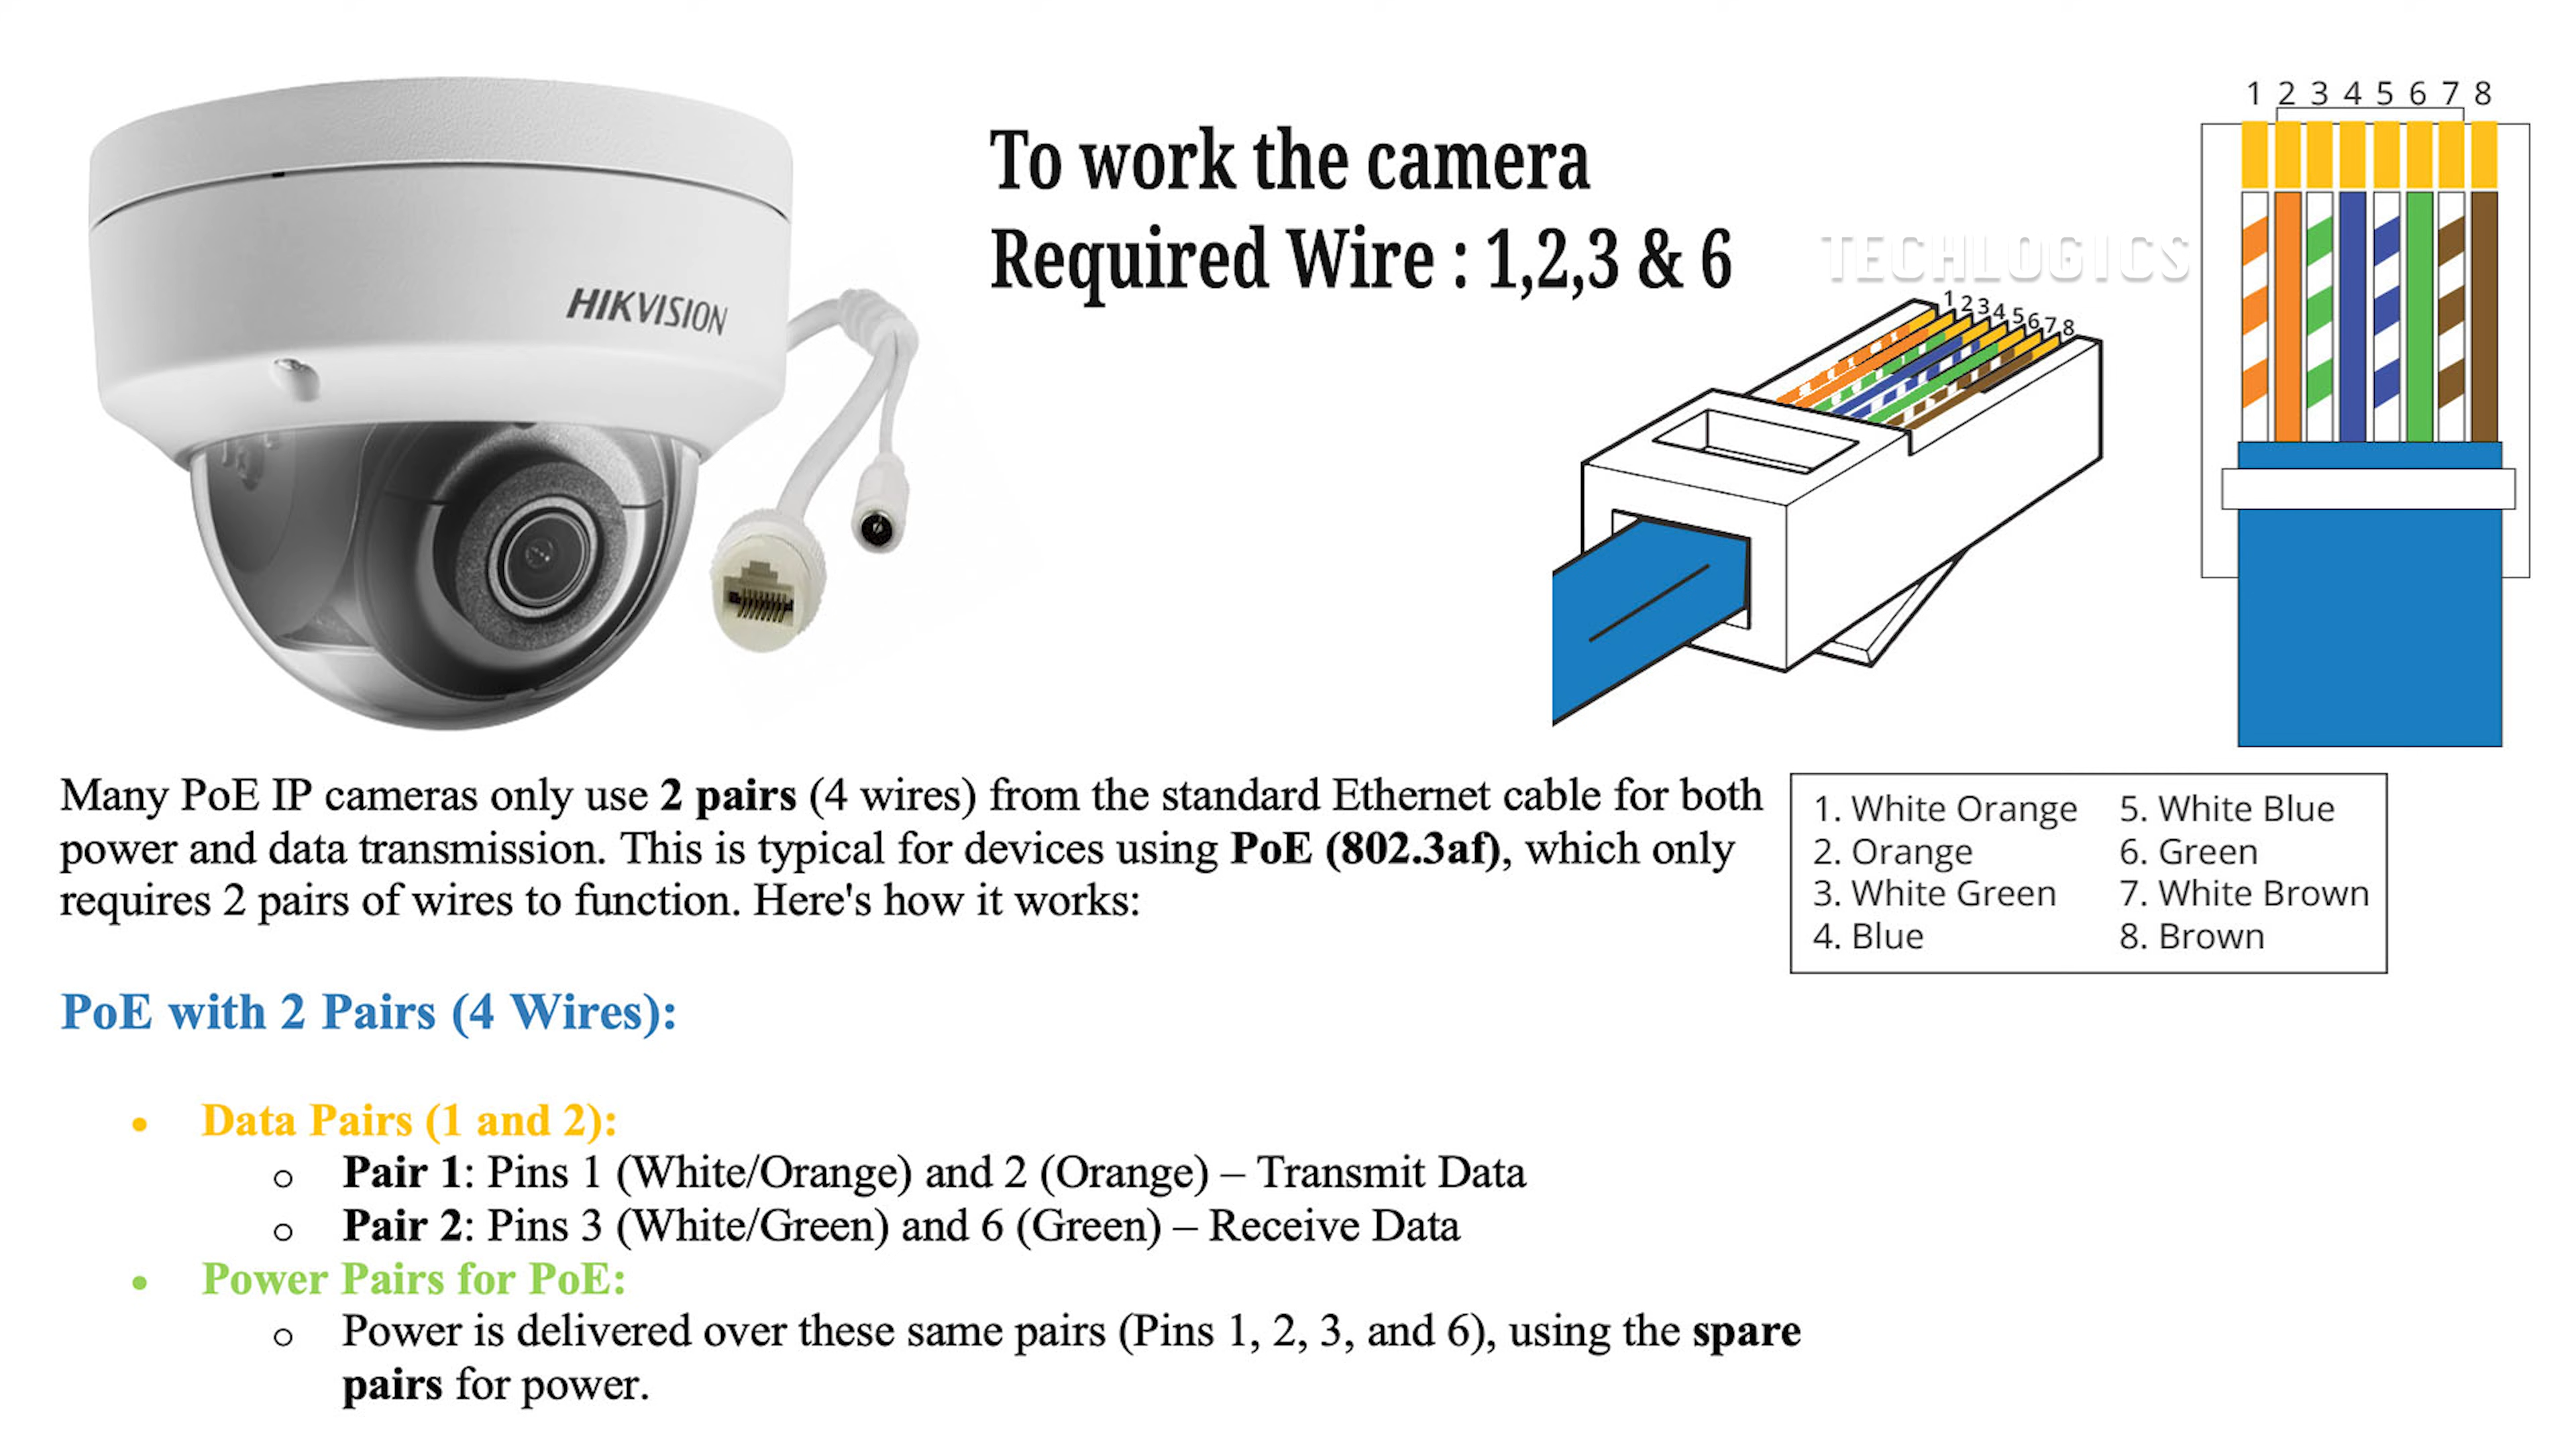 HIKVISION
To work the camera
Required Wire : 1,2,3 & 6
TECHLOGICS
1 2 3 4 5 6 7 8
1 2 3 4 5 6 7 8
Many PoE IP cameras only use 2 pairs (4 wires) from the standard Ethernet cable for both
power and data transmission. This is typical for devices using PoE (802.3af), which only
requires 2 pairs of wires to function. Here's how it works:
1. White Orange
2. Orange
3. White Green
4. Blue
5. White Blue
6. Green
7. White Brown
8. Brown
PoE with 2 Pairs (4 Wires):
• Data Pairs (1 and 2):
o Pair 1: Pins 1 (White/Orange) and 2 (Orange) – Transmit Data
o Pair 2: Pins 3 (White/Green) and 6 (Green) – Receive Data
• Power Pairs for PoE:
o Power is delivered over these same pairs (Pins 1, 2, 3, and 6), using the spare
pairs for power.